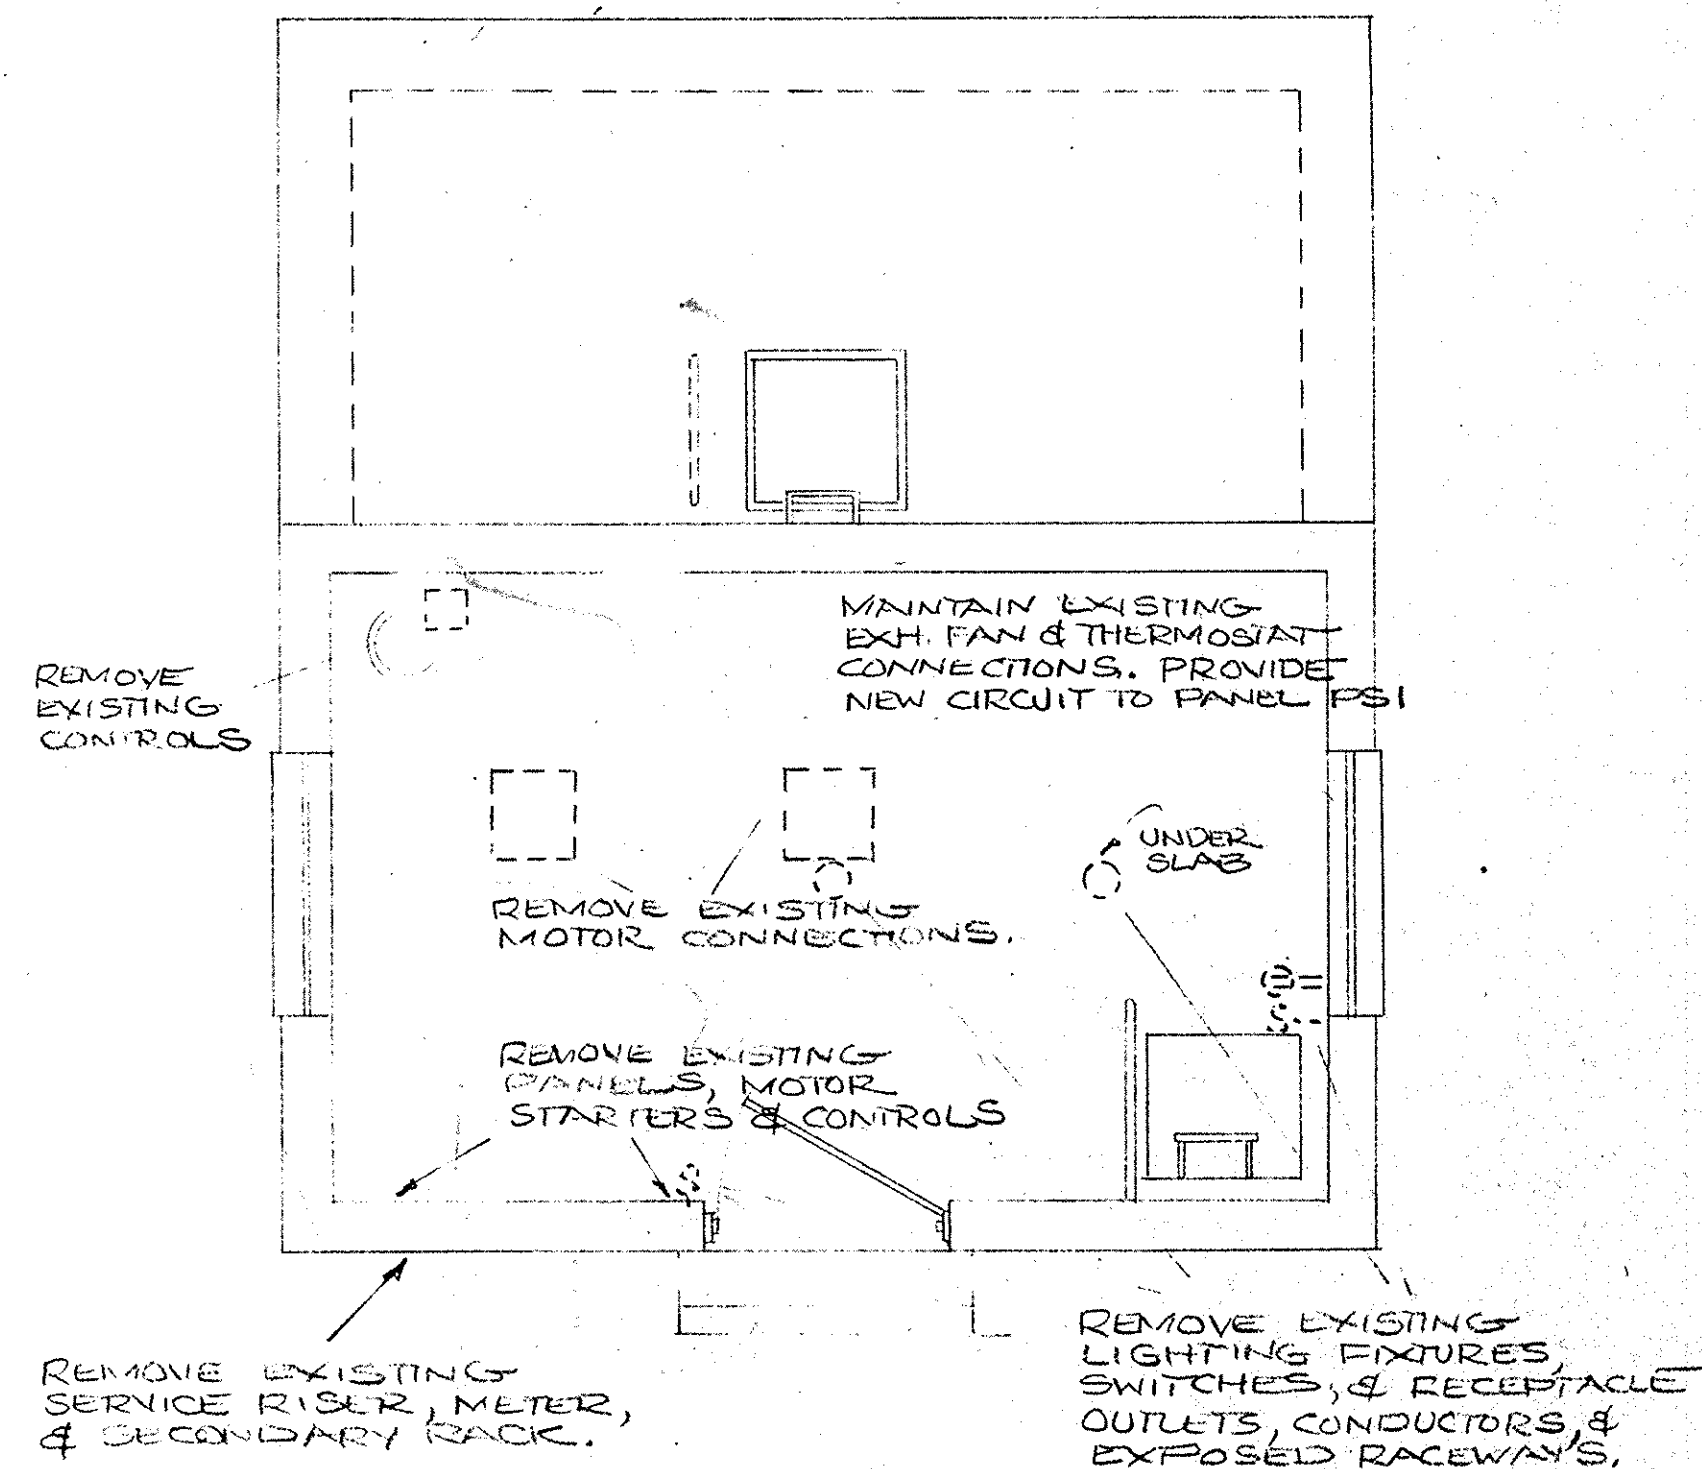 MAINTAIN EXISTING
EXH. FAN & THERMOSTAT
CONNECTIONS. PROVIDE
NEW CIRCUIT TO PANEL PS1
REMOVE
EXISTING
CONTROLS
UNDER
SLAB
REMOVE EXISTING
MOTOR CONNECTIONS.
REMOVE EXISTING
PANELS, MOTOR
STARTERS & CONTROLS
REMOVE EXISTING
SERVICE RISER, METER,
& SECONDARY RACK.
REMOVE EXISTING
LIGHTING FIXTURES,
SWITCHES, & RECEPTACLE
OUTLETS, CONDUCTORS, &
EXPOSED RACEWAYS.